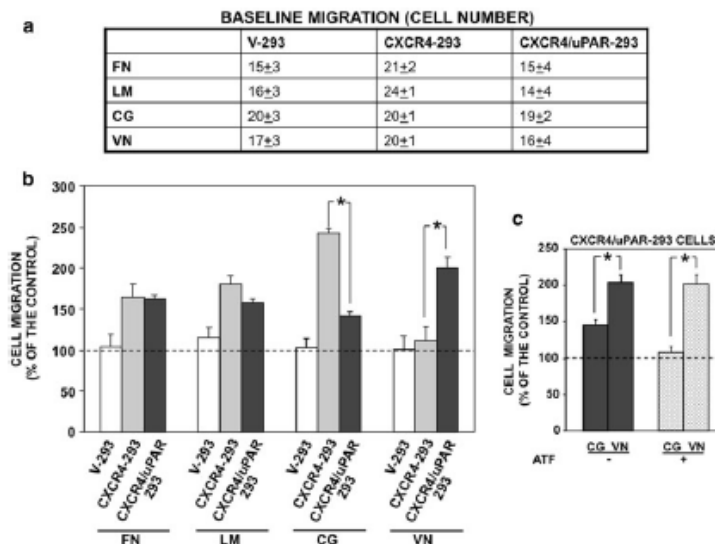 BASELINE MIGRATION (CELL NUMBER)
a
V-293 CXCR4-293 CXCR4/uPAR-293
FN 15±3 21±2 15±4
LM 16±3 24±1 14±4
CG 20±3 20±1 19±2
VN 17±3 20±1 16±4
b
CELL MIGRATION
(% OF THE CONTROL)
300
250
200
150
100
50
0
* *
V-293 CXCR4-293 CXCR4/uPAR 293 V-293 CXCR4-293 CXCR4/uPAR 293 V-293 CXCR4-293 CXCR4/uPAR 293 V-293 CXCR4-293 CXCR4/uPAR 293
FN LM CG VN
c
CXCR4/uPAR-293 CELLS
CELL MIGRATION
(% OF THE CONTROL)
250
200
150
100
50
0
* *
CG VN CG VN
ATF - +